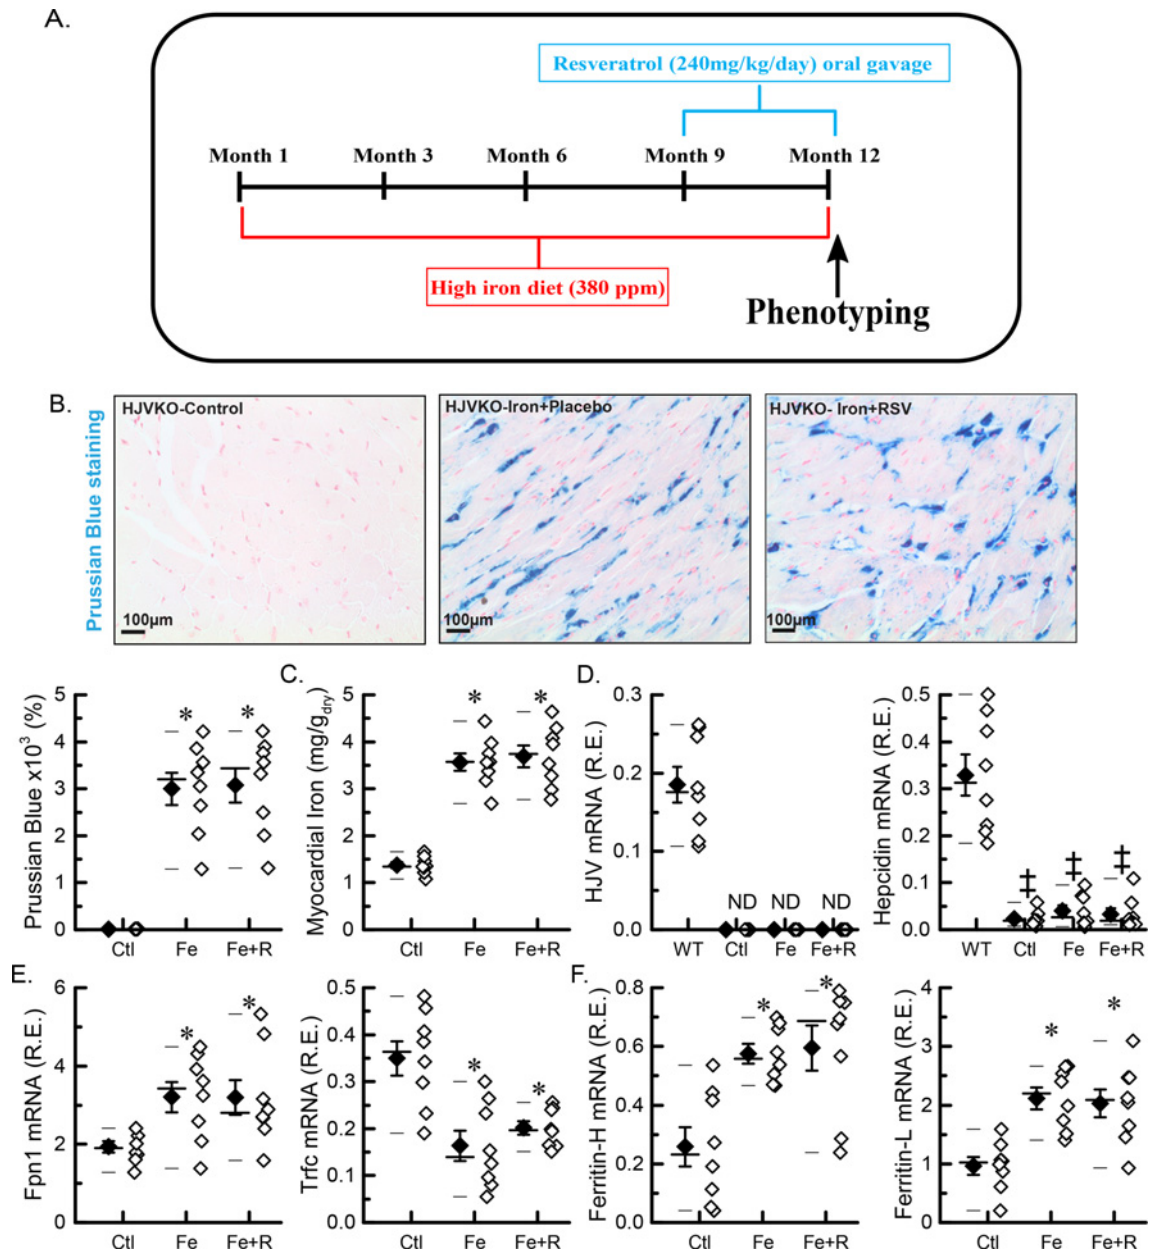 A.
Resveratrol (240mg/kg/day) oral gavage
Month 1 Month 3 Month 6 Month 9 Month 12
High iron diet (380 ppm)
Phenotyping
B.
Prussian Blue staining
HJVKO-Control
100µm
HJVKO-Iron+Placebo
100µm
HJVKO- Iron+RSV
100µm
Prussian Blue x10³ (%)
5
4
3
2
1
0
* *
Ctl Fe Fe+R
C.
Myocardial Iron (mg/g_dry)
5
4
3
2
1
0
* *
Ctl Fe Fe+R
D.
HJV mRNA (R.E.)
0.3
0.2
0.1
0.0
ND ND ND
WT Ctl Fe Fe+R
Hepcidin mRNA (R.E.)
0.5
0.4
0.3
0.2
0.1
0.0
‡ ‡ ‡
WT Ctl Fe Fe+R
E.
Fpn1 mRNA (R.E.)
6
4
2
0
* *
Ctl Fe Fe+R
Trfc mRNA (R.E.)
0.5
0.4
0.3
0.2
0.1
0.0
* *
Ctl Fe Fe+R
F.
Ferritin-H mRNA (R.E.)
0.8
0.6
0.4
0.2
0.0
* *
Ctl Fe Fe+R
Ferritin-L mRNA (R.E.)
4
3
2
1
0
* *
Ctl Fe Fe+R